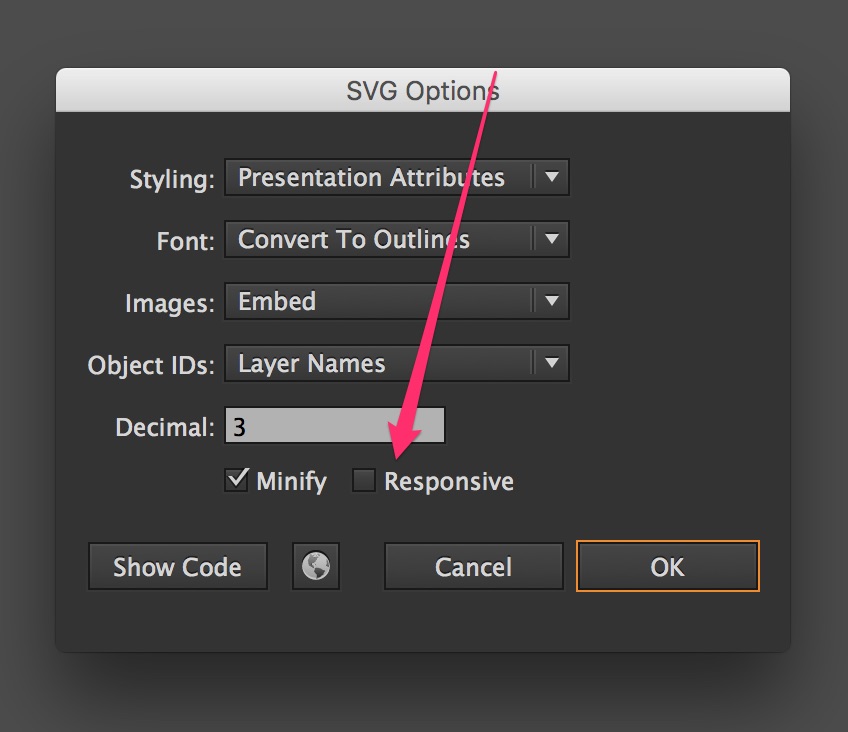 SVG Options
Styling: Presentation Attributes
Font: Convert To Outlines
Images: Embed
Object IDs: Layer Names
Decimal: 3
Minify Responsive
Show Code Cancel OK